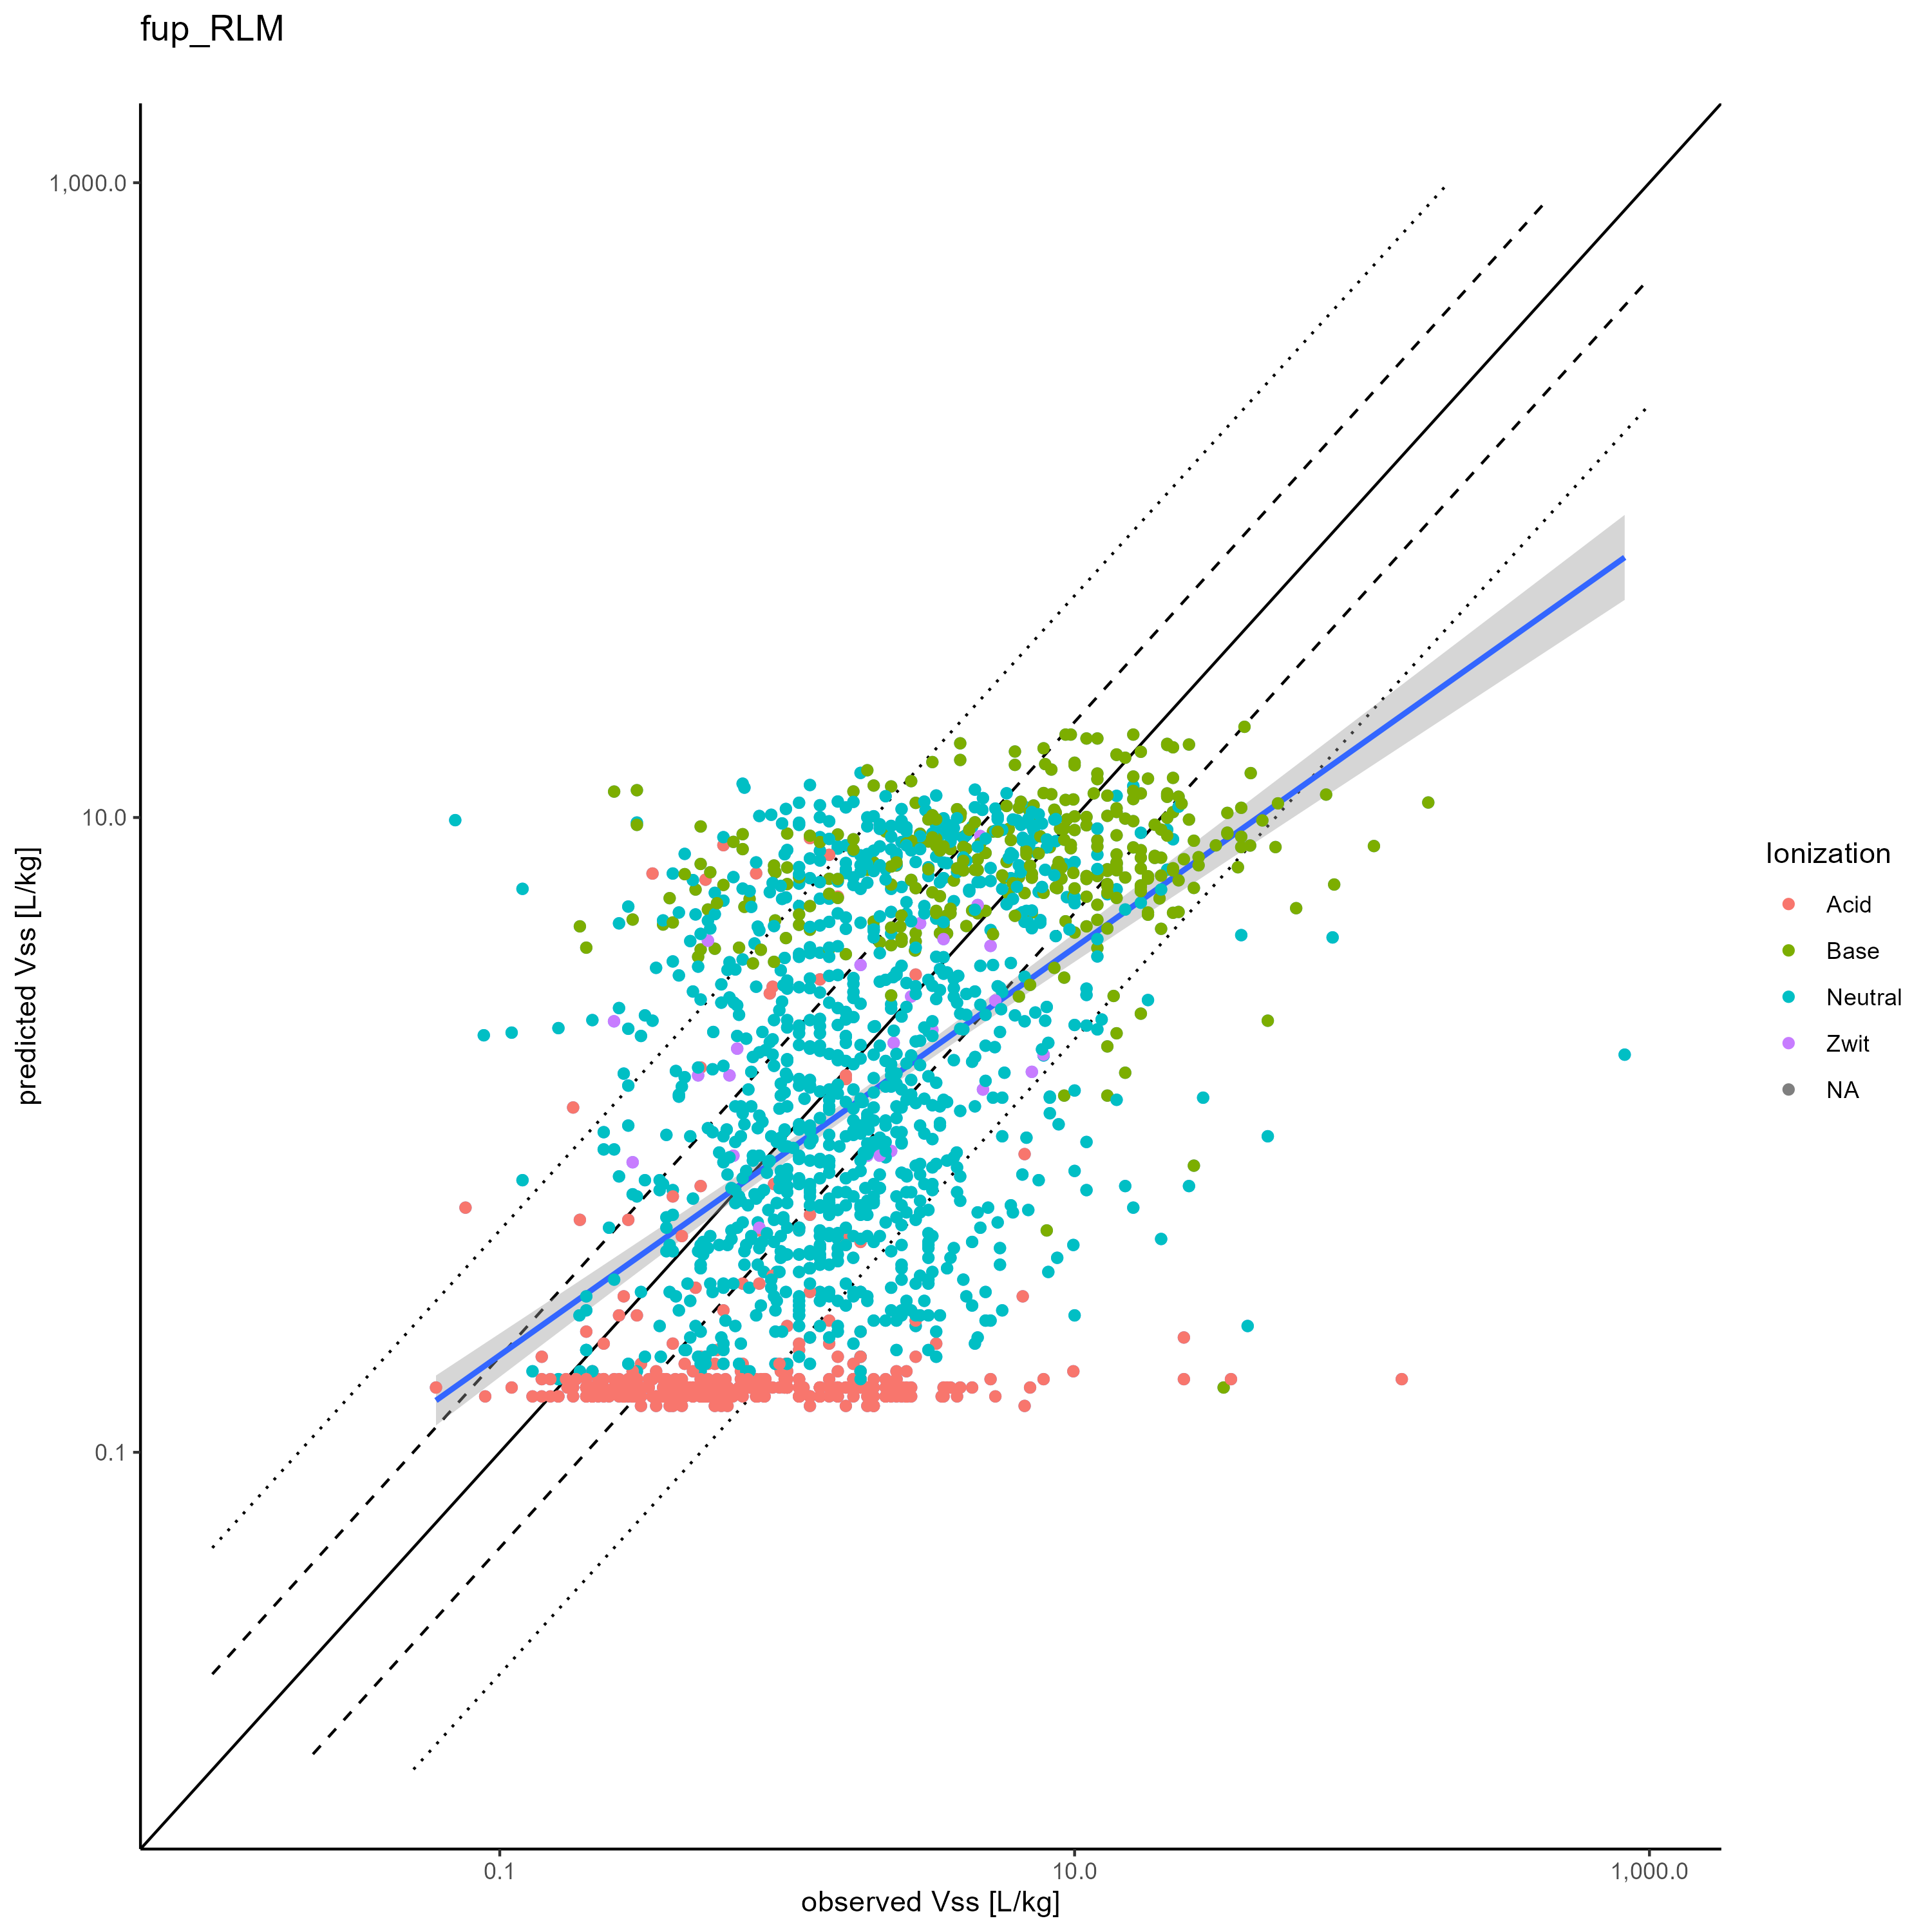 fup_RLM
1,000.0
10.0
0.1
predicted Vss [L/kg]
0.1
10.0
1,000.0
observed Vss [L/kg]
Ionization
Acid
Base
Neutral
Zwit
NA